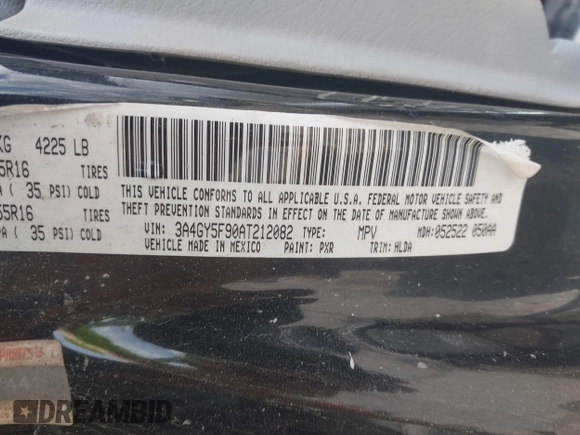 KG 4225 LB
5R16 TIRES
A ( 35 PSI) COLD
65R16 TIRES
PA ( 35 PSI) COLD
THIS VEHICLE CONFORMS TO ALL APPLICABLE U.S.A. FEDERAL MOTOR VEHICLE SAFETY AND
THEFT PREVENTION STANDARDS IN EFFECT ON THE DATE OF MANUFACTURE SHOWN ABOVE.
VIN: 3A4GY5F90AT212082 TYPE: MPV MDH: 052522 050AA
VEHICLE MADE IN MEXICO PAINT: PXR TRIM: HLDA
DREAMBID